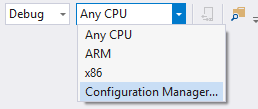 Debug Any CPU
Any CPU
ARM
x86
Configuration Manager...